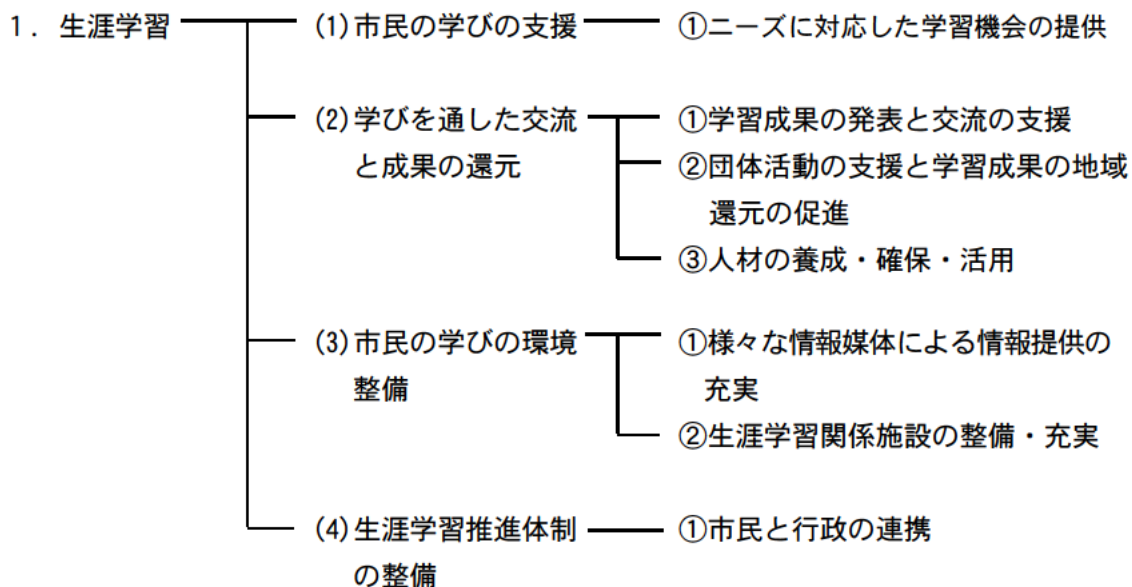 1．生涯学習
(1)市民の学びの支援
①ニーズに対応した学習機会の提供
(2)学びを通した交流
と成果の還元
①学習成果の発表と交流の支援
②団体活動の支援と学習成果の地域
還元の促進
③人材の養成・確保・活用
(3)市民の学びの環境
整備
①様々な情報媒体による情報提供の
充実
②生涯学習関係施設の整備・充実
(4)生涯学習推進体制
の整備
①市民と行政の連携